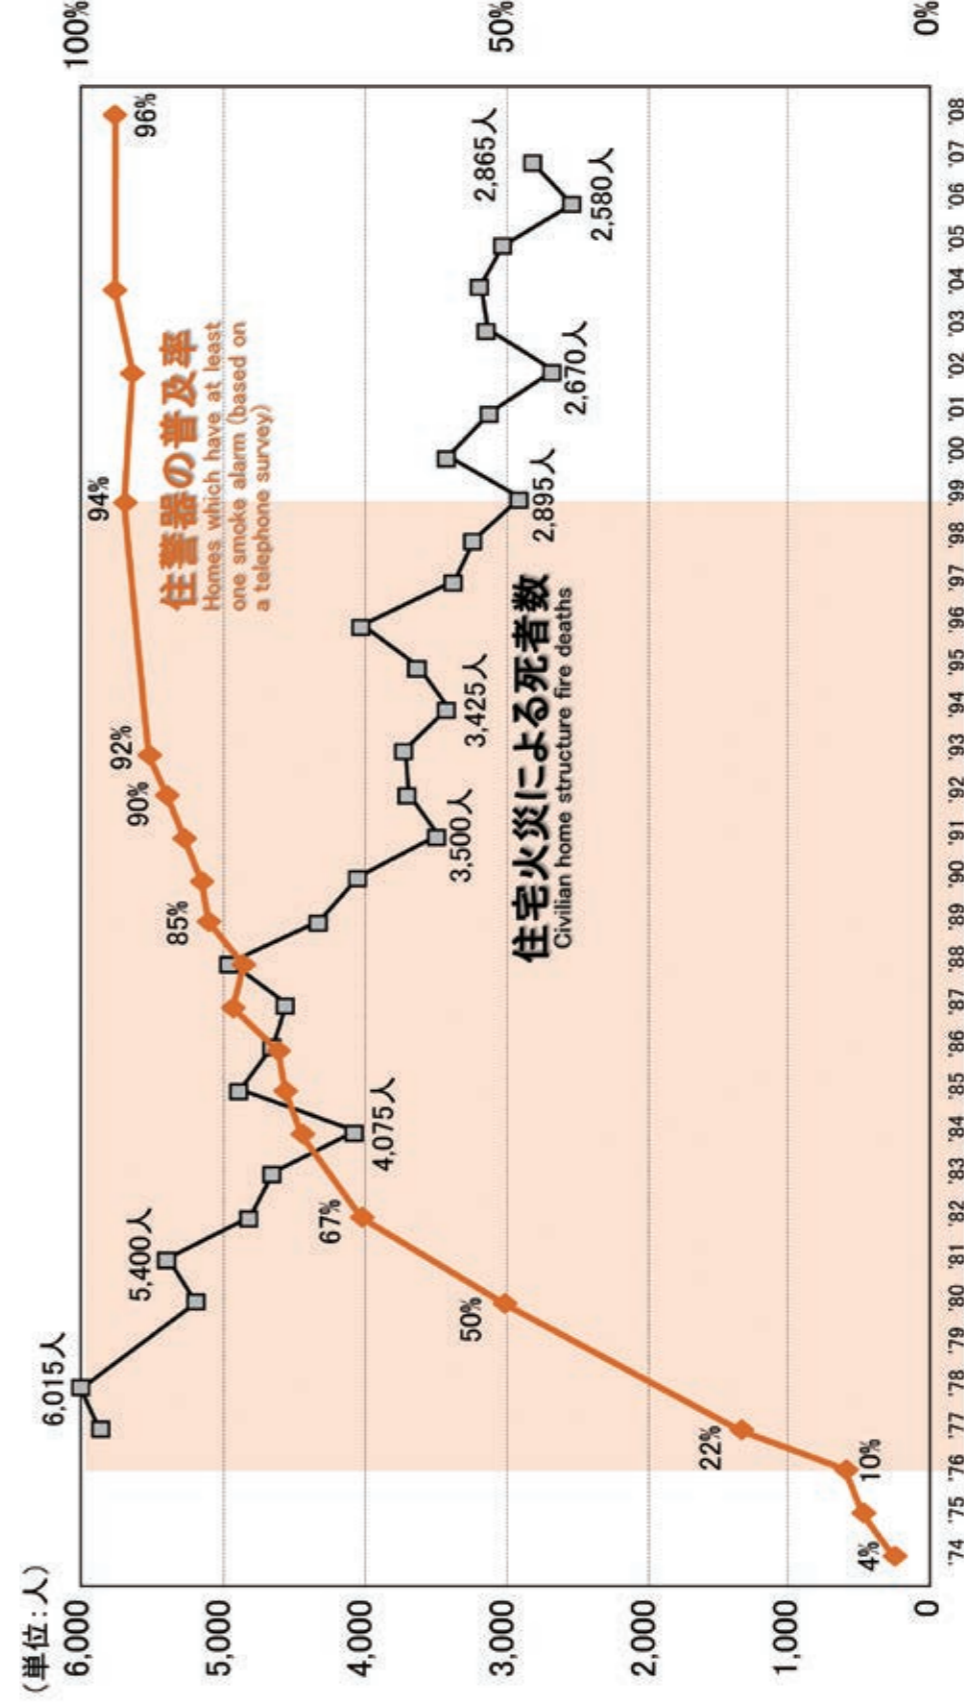 (単位:人)
6,000
5,000
4,000
3,000
2,000
1,000
0
100%
50%
0%
6,015人
5,400人
4,075人
3,500人
3,425人
2,895人
2,670人
2,580人
2,865人
4%
10%
22%
50%
67%
85%
90%
92%
94%
96%
住警器の普及率
Homes which have at least
one smoke alarm (based on
a telephone survey)
住宅火災による死者数
Civilian home structure fire deaths
'74 '75 '76 '77 '78 '79 '80 '81 '82 '83 '84 '85 '86 '87 '88 '89 '90 '91 '92 '93 '94 '95 '96 '97 '98 '99 '00 '01 '02 '03 '04 '05 '06 '07 '08